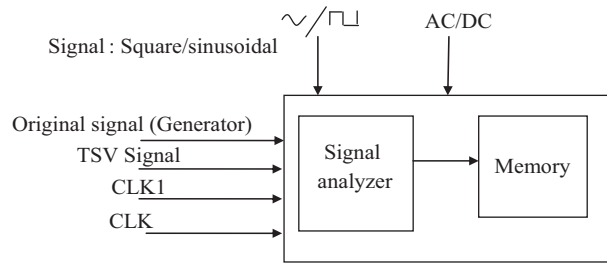 Signal : Square/sinusoidal
AC/DC
Original signal (Generator)
TSV Signal
CLK1
CLK
Signal
analyzer
Memory